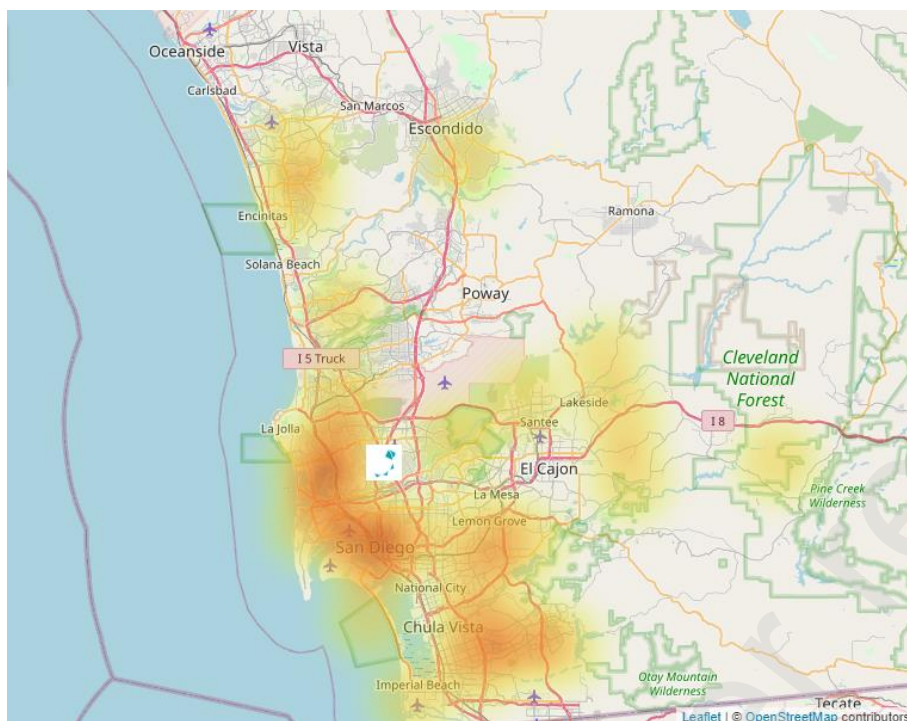 Oceanside
Vista
Carlsbad
San Marcos
Escondido
Encinitas
Ramona
Solana Beach
Poway
I 5 Truck
Cleveland
National
Forest
Lakeside
La Jolla
Santee
I 8
El Cajon
La Mesa
Pine Creek
Wilderness
Lemon Grove
San Diego
National City
Chula Vista
Imperial Beach
Otay Mountain
Wilderness
Tecate
Leaflet | © OpenStreetMap contributors